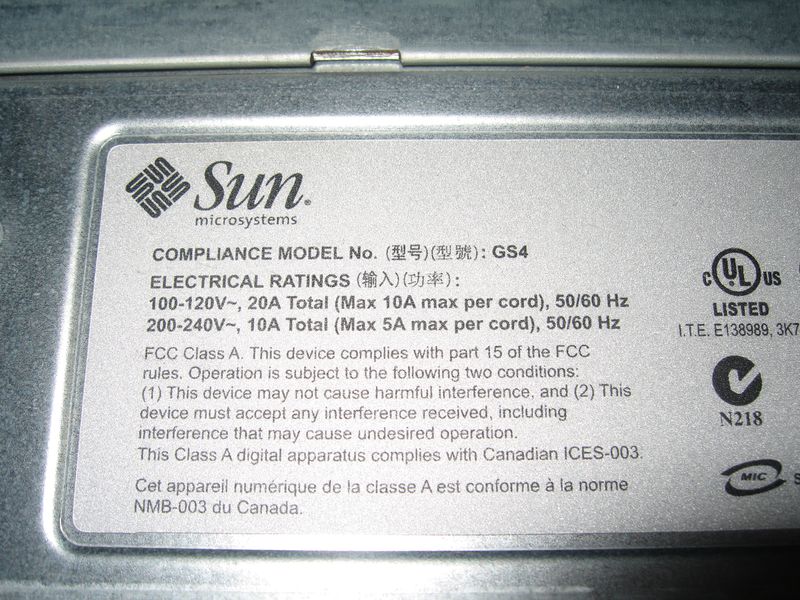 Sun
microsystems
COMPLIANCE MODEL No. (型号)(型號): GS4
ELECTRICAL RATINGS (输入)(功率):
100-120V~, 20A Total (Max 10A max per cord), 50/60 Hz
200-240V~, 10A Total (Max 5A max per cord), 50/60 Hz
FCC Class A. This device complies with part 15 of the FCC
rules. Operation is subject to the following two conditions:
(1) This device may not cause harmful interference, and (2) This
device must accept any interference received, including
interference that may cause undesired operation.
This Class A digital apparatus complies with Canadian ICES-003.
Cet appareil numérique de la classe A est conforme à la norme
NMB-003 du Canada.
C UL US
LISTED
I.T.E. E138989, 3K7
N218
MIC